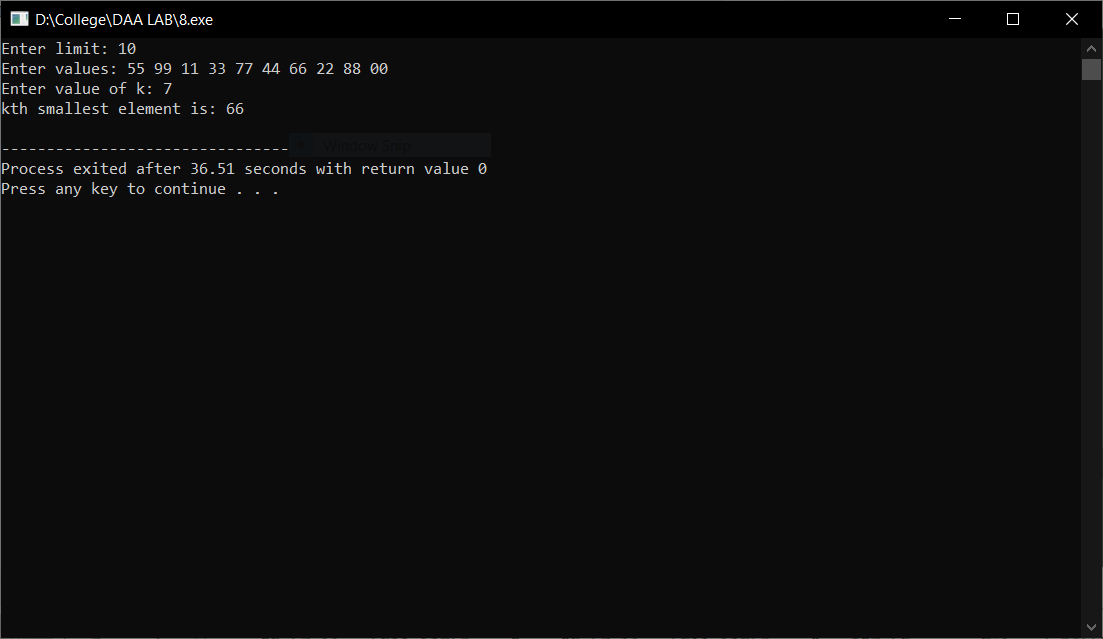 D:\College\DAA LAB\8.exe
Enter limit: 10
Enter values: 55 99 11 33 77 44 66 22 88 00
Enter value of k: 7
kth smallest element is: 66
--------------------------------
Window Snip
Process exited after 36.51 seconds with return value 0
Press any key to continue . . .